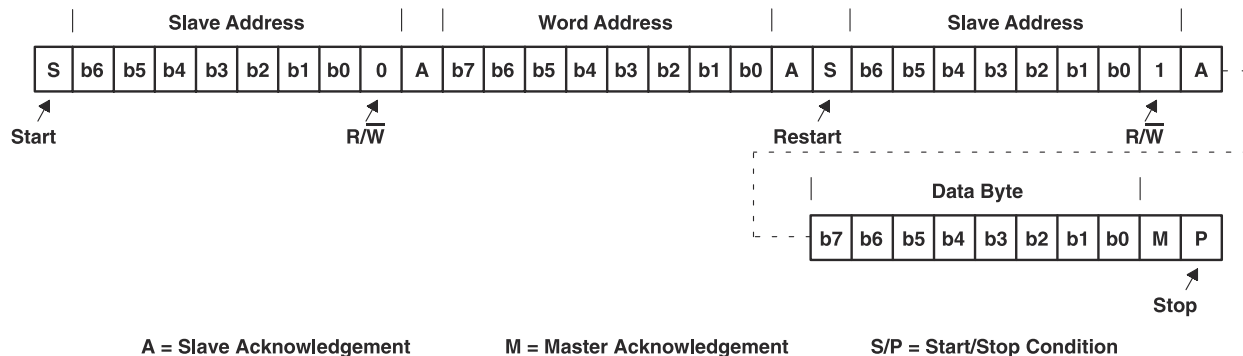 Slave Address Word Address Slave Address
S b6 b5 b4 b3 b2 b1 b0 0 A b7 b6 b5 b4 b3 b2 b1 b0 A S b6 b5 b4 b3 b2 b1 b0 1 A
Start R/W̅ Restart R/W̅
Data Byte
b7 b6 b5 b4 b3 b2 b1 b0 M P
Stop
A = Slave Acknowledgement M = Master Acknowledgement S/P = Start/Stop Condition